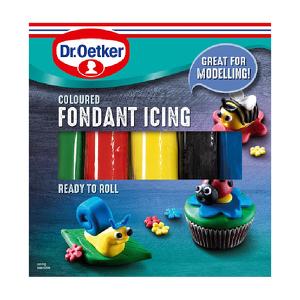 Dr.Oetker
GREAT FOR
MODELLING!
COLOURED
FONDANT ICING
READY TO ROLL